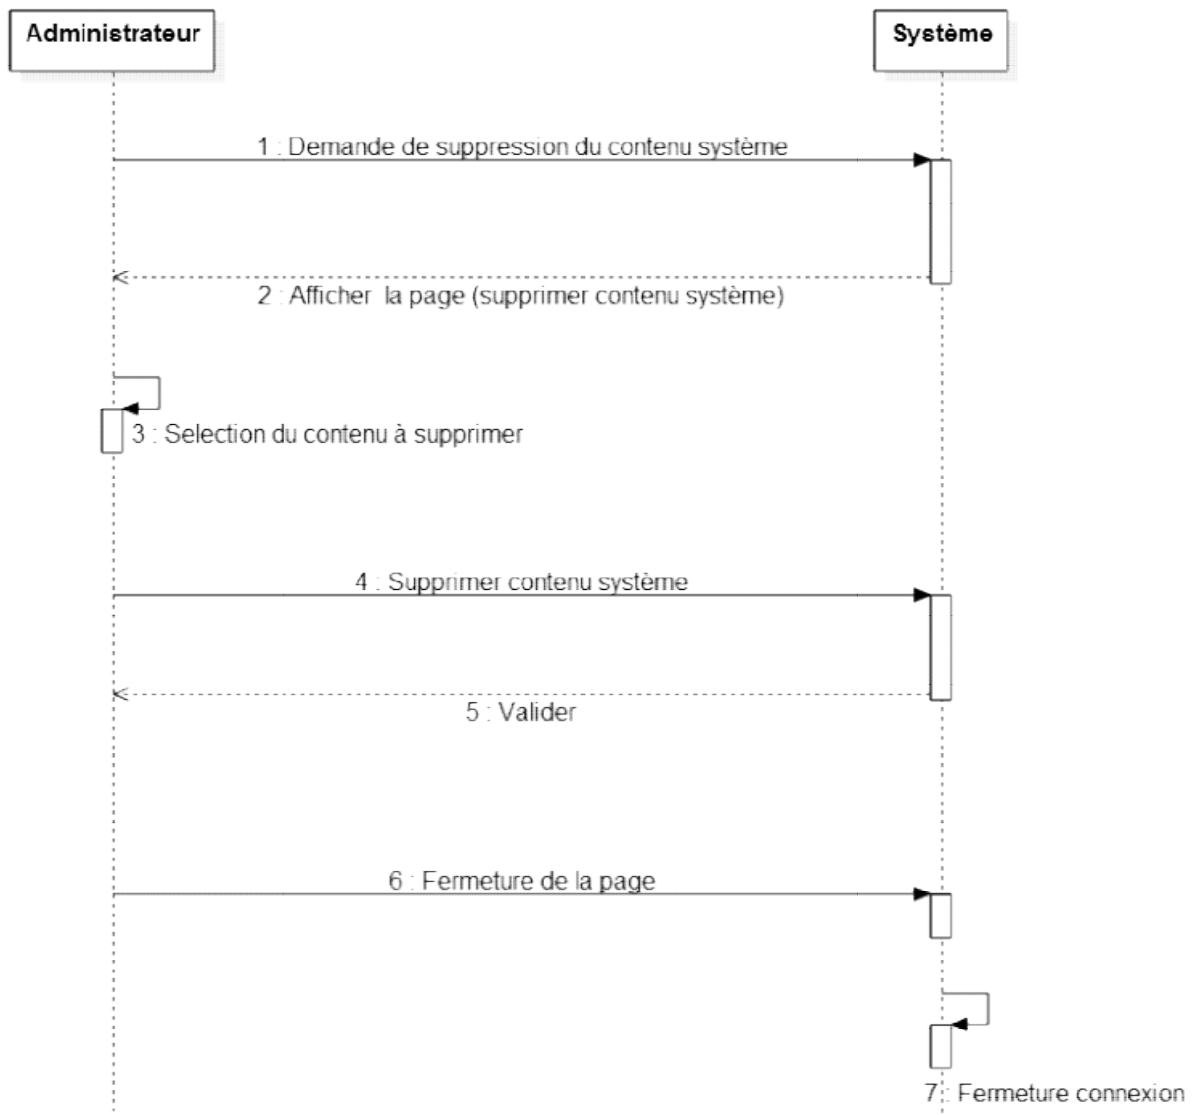 Administrateur
Système
1 : Demande de suppression du contenu système
2 : Afficher la page (supprimer contenu système)
3 : Selection du contenu à supprimer
4 : Supprimer contenu système
5 : Valider
6 : Fermeture de la page
7 : Fermeture connexion